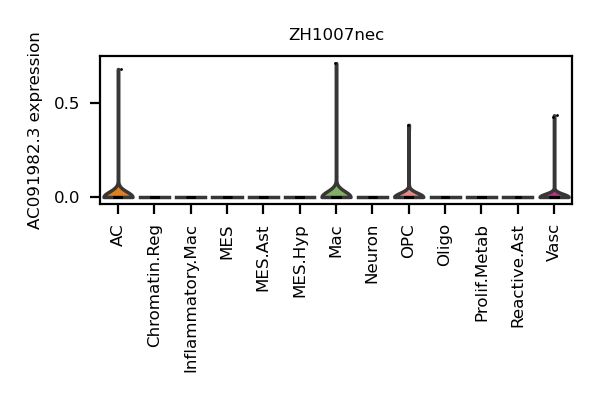 ZH1007nec
AC091982.3 expression
0.5
0.0
AC
Chromatin.Reg
Inflammatory.Mac
MES
MES.Ast
MES.Hyp
Mac
Neuron
OPC
Oligo
Prolif.Metab
Reactive.Ast
Vasc